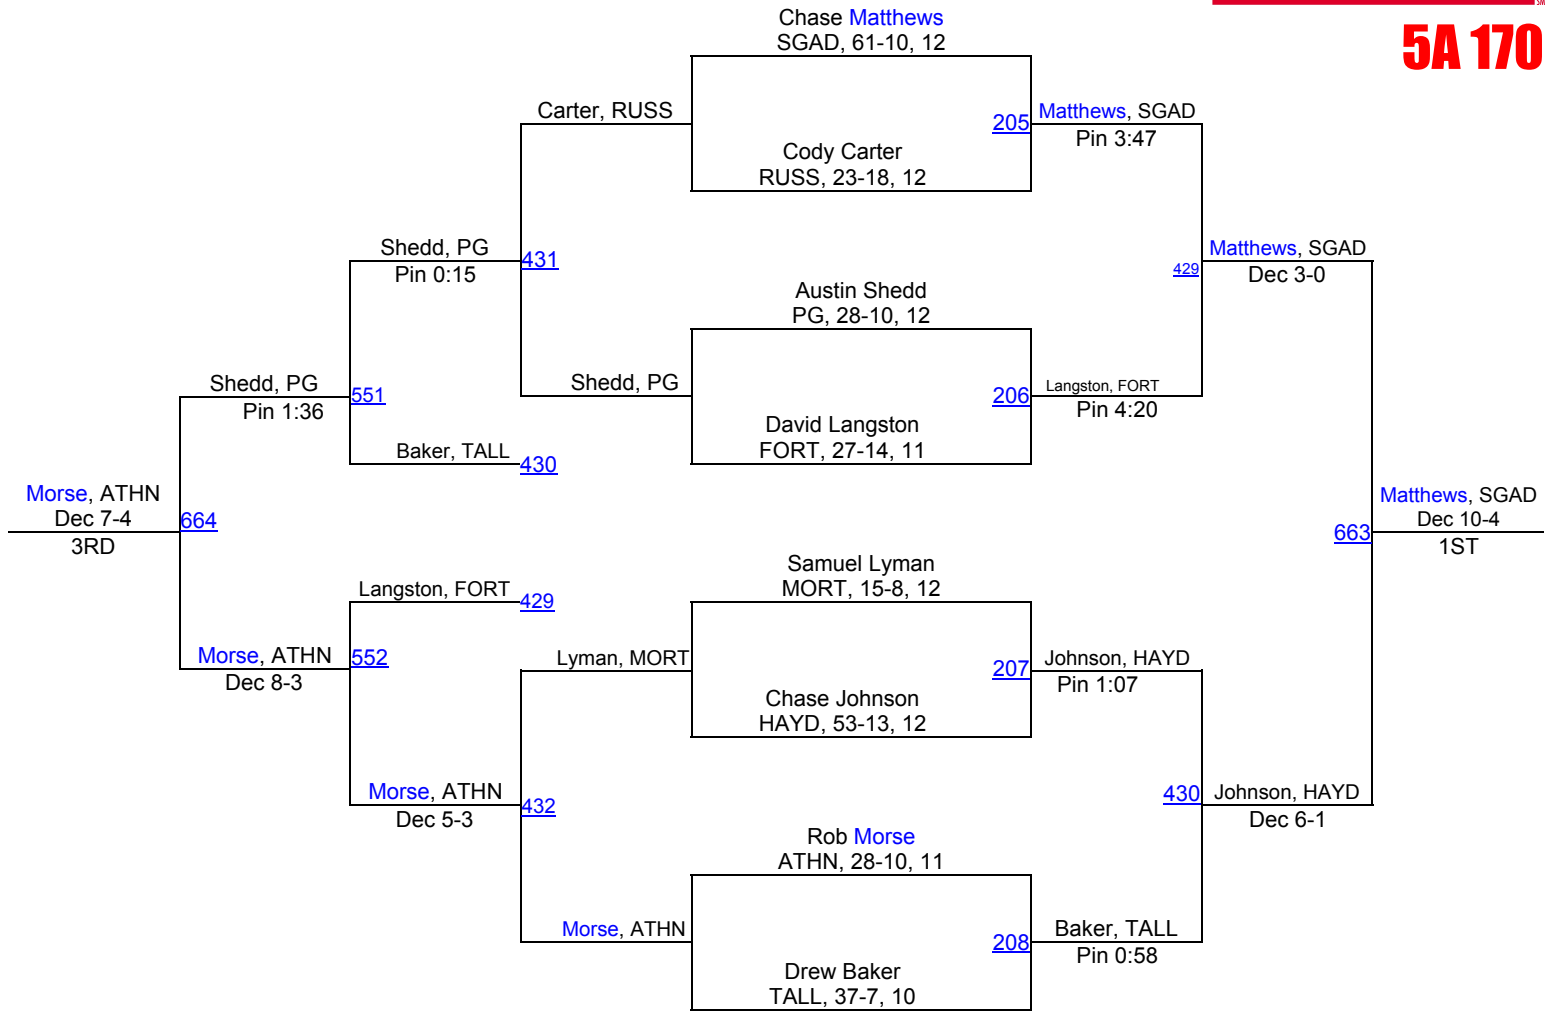 SM
5A 170
Chase Matthews
SGAD, 61-10, 12
Carter, RUSS
205
Matthews, SGAD
Pin 3:47
Cody Carter
RUSS, 23-18, 12
Shedd, PG
Pin 0:15
431
429
Matthews, SGAD
Dec 3-0
Austin Shedd
PG, 28-10, 12
Shedd, PG
Pin 1:36
551
Shedd, PG
206
Langston, FORT
Pin 4:20
David Langston
FORT, 27-14, 11
Baker, TALL
430
Morse, ATHN
Dec 7-4
3RD
664
663
Matthews, SGAD
Dec 10-4
1ST
Samuel Lyman
MORT, 15-8, 12
Langston, FORT
429
Morse, ATHN
Dec 8-3
552
Lyman, MORT
207
Johnson, HAYD
Pin 1:07
Chase Johnson
HAYD, 53-13, 12
Morse, ATHN
Dec 5-3
432
430
Johnson, HAYD
Dec 6-1
Rob Morse
ATHN, 28-10, 11
Morse, ATHN
208
Baker, TALL
Pin 0:58
Drew Baker
TALL, 37-7, 10